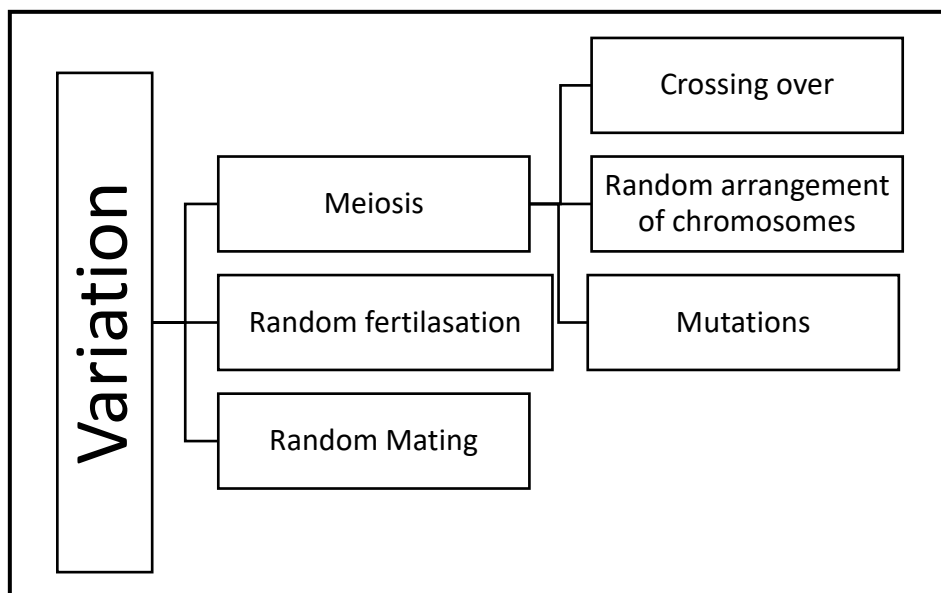 Variation
Meiosis
Random fertilasation
Random Mating
Crossing over
Random arrangement
of chromosomes
Mutations